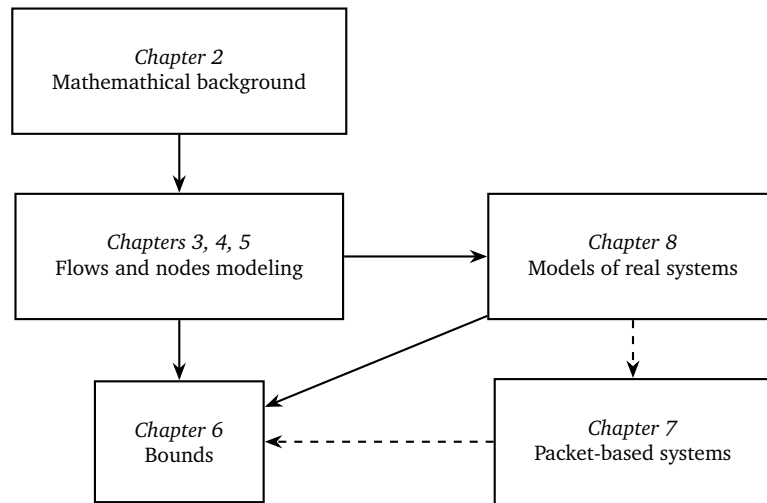 Chapter 2
Mathemathical background
Chapters 3, 4, 5
Flows and nodes modeling
Chapter 8
Models of real systems
Chapter 6
Bounds
Chapter 7
Packet-based systems